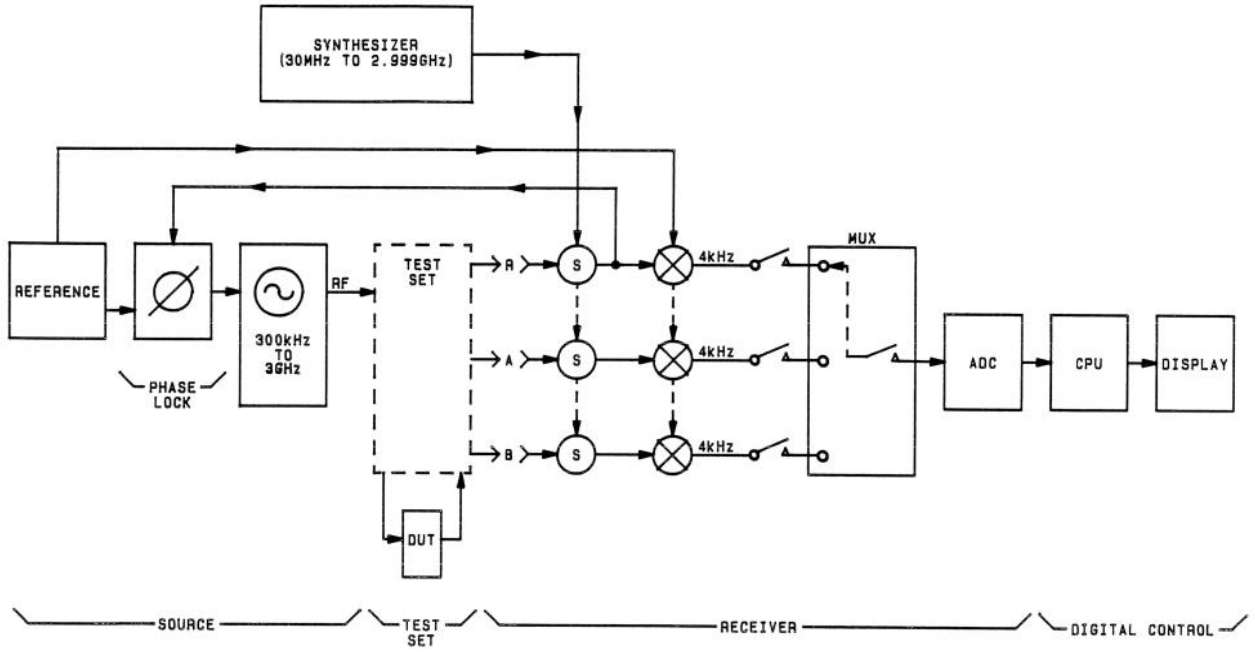 SYNTHESIZER
(30MHz TO 2.999GHz)
REFERENCE
PHASE
LOCK
300kHz
TO
3GHz
RF
TEST
SET
DUT
R
A
B
S
S
S
4kHz
4kHz
4kHz
MUX
ADC
CPU
DISPLAY
SOURCE
TEST
SET
RECEIVER
DIGITAL CONTROL